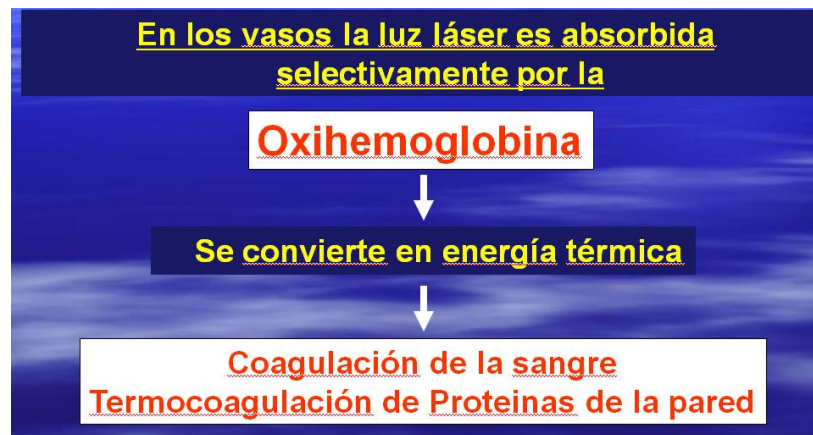 En los vasos la luz láser es absorbida
selectivamente por la
Oxihemoglobina
Se convierte en energía térmica
Coagulación de la sangre
Termocoagulación de Proteinas de la pared